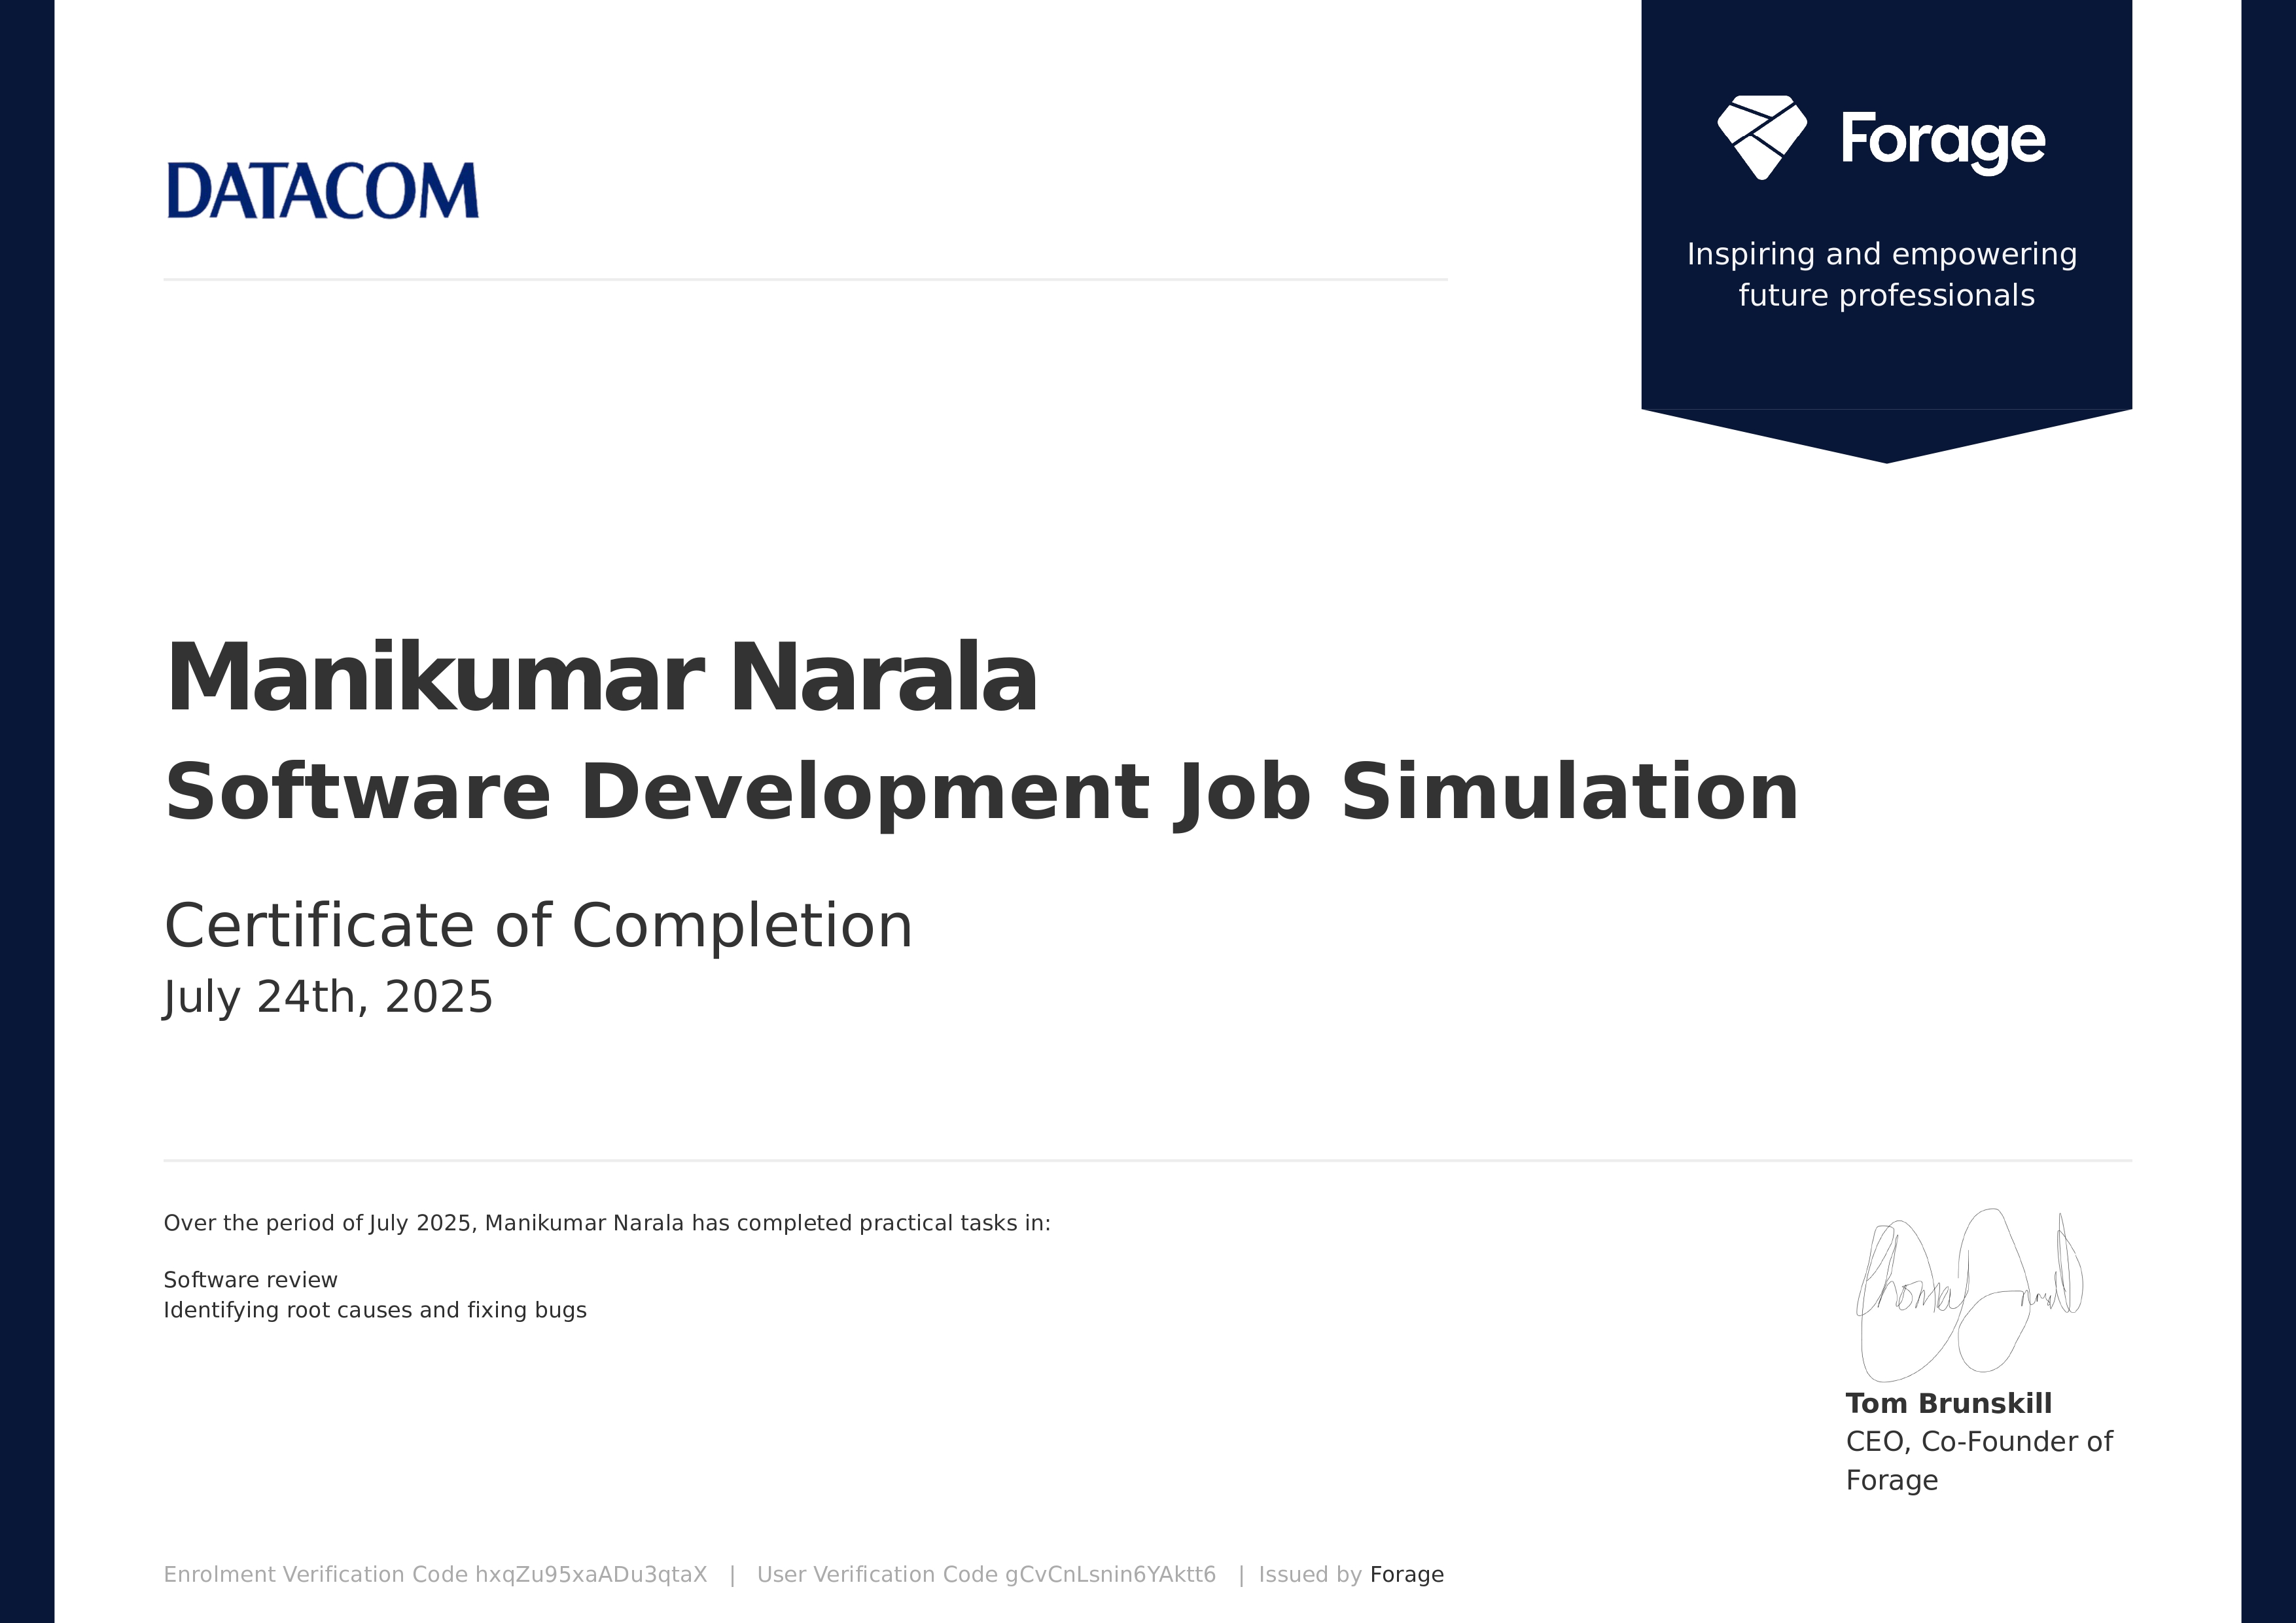 DATACOM
Forage
Inspiring and empowering
future professionals
Manikumar Narala
Software Development Job Simulation
Certificate of Completion
July 24th, 2025
Over the period of July 2025, Manikumar Narala has completed practical tasks in:
Software review
Identifying root causes and fixing bugs
Tom Brunskill
CEO, Co-Founder of
Forage
Enrolment Verification Code hxqZu95xaADu3qtaX | User Verification Code gCvCnLsnin6YAktt6 | Issued by Forage